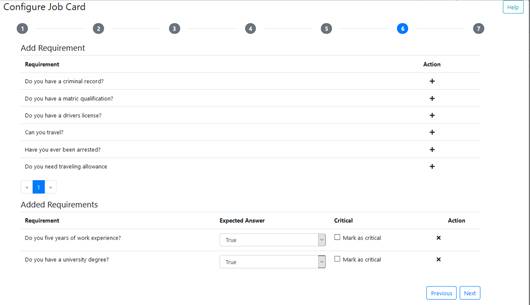 Configure Job Card
Help
1 2 3 4 5 6 7
Add Requirement
Requirement Action
Do you have a criminal record? +
Do you have a matric qualification? +
Do you have a drivers license? +
Can you travel? +
Have you ever been arrested? +
Do you need traveling allowance +
« 1 »
Added Requirements
Requirement Expected Answer Critical Action
Do you five years of work experience? True Mark as critical ×
Do you have a university degree? True Mark as critical ×
Previous Next